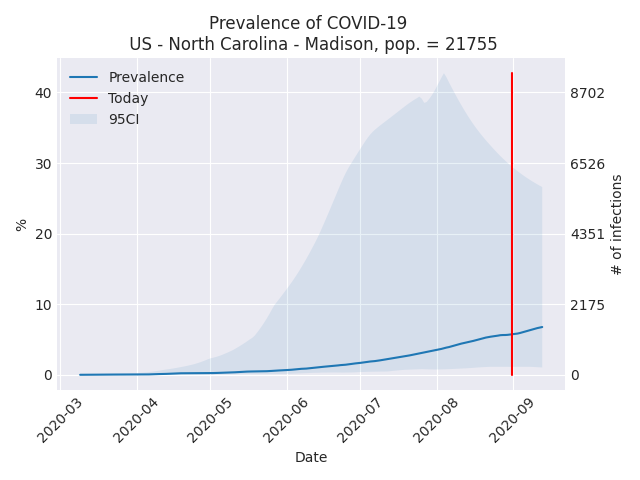 Prevalence of COVID-19
US - North Carolina - Madison, pop. = 21755
Prevalence
Today
95CI
40
30
20
10
0
%
8702
6526
4351
2175
0
# of infections
2020-03
2020-04
2020-05
2020-06
2020-07
2020-08
2020-09
Date